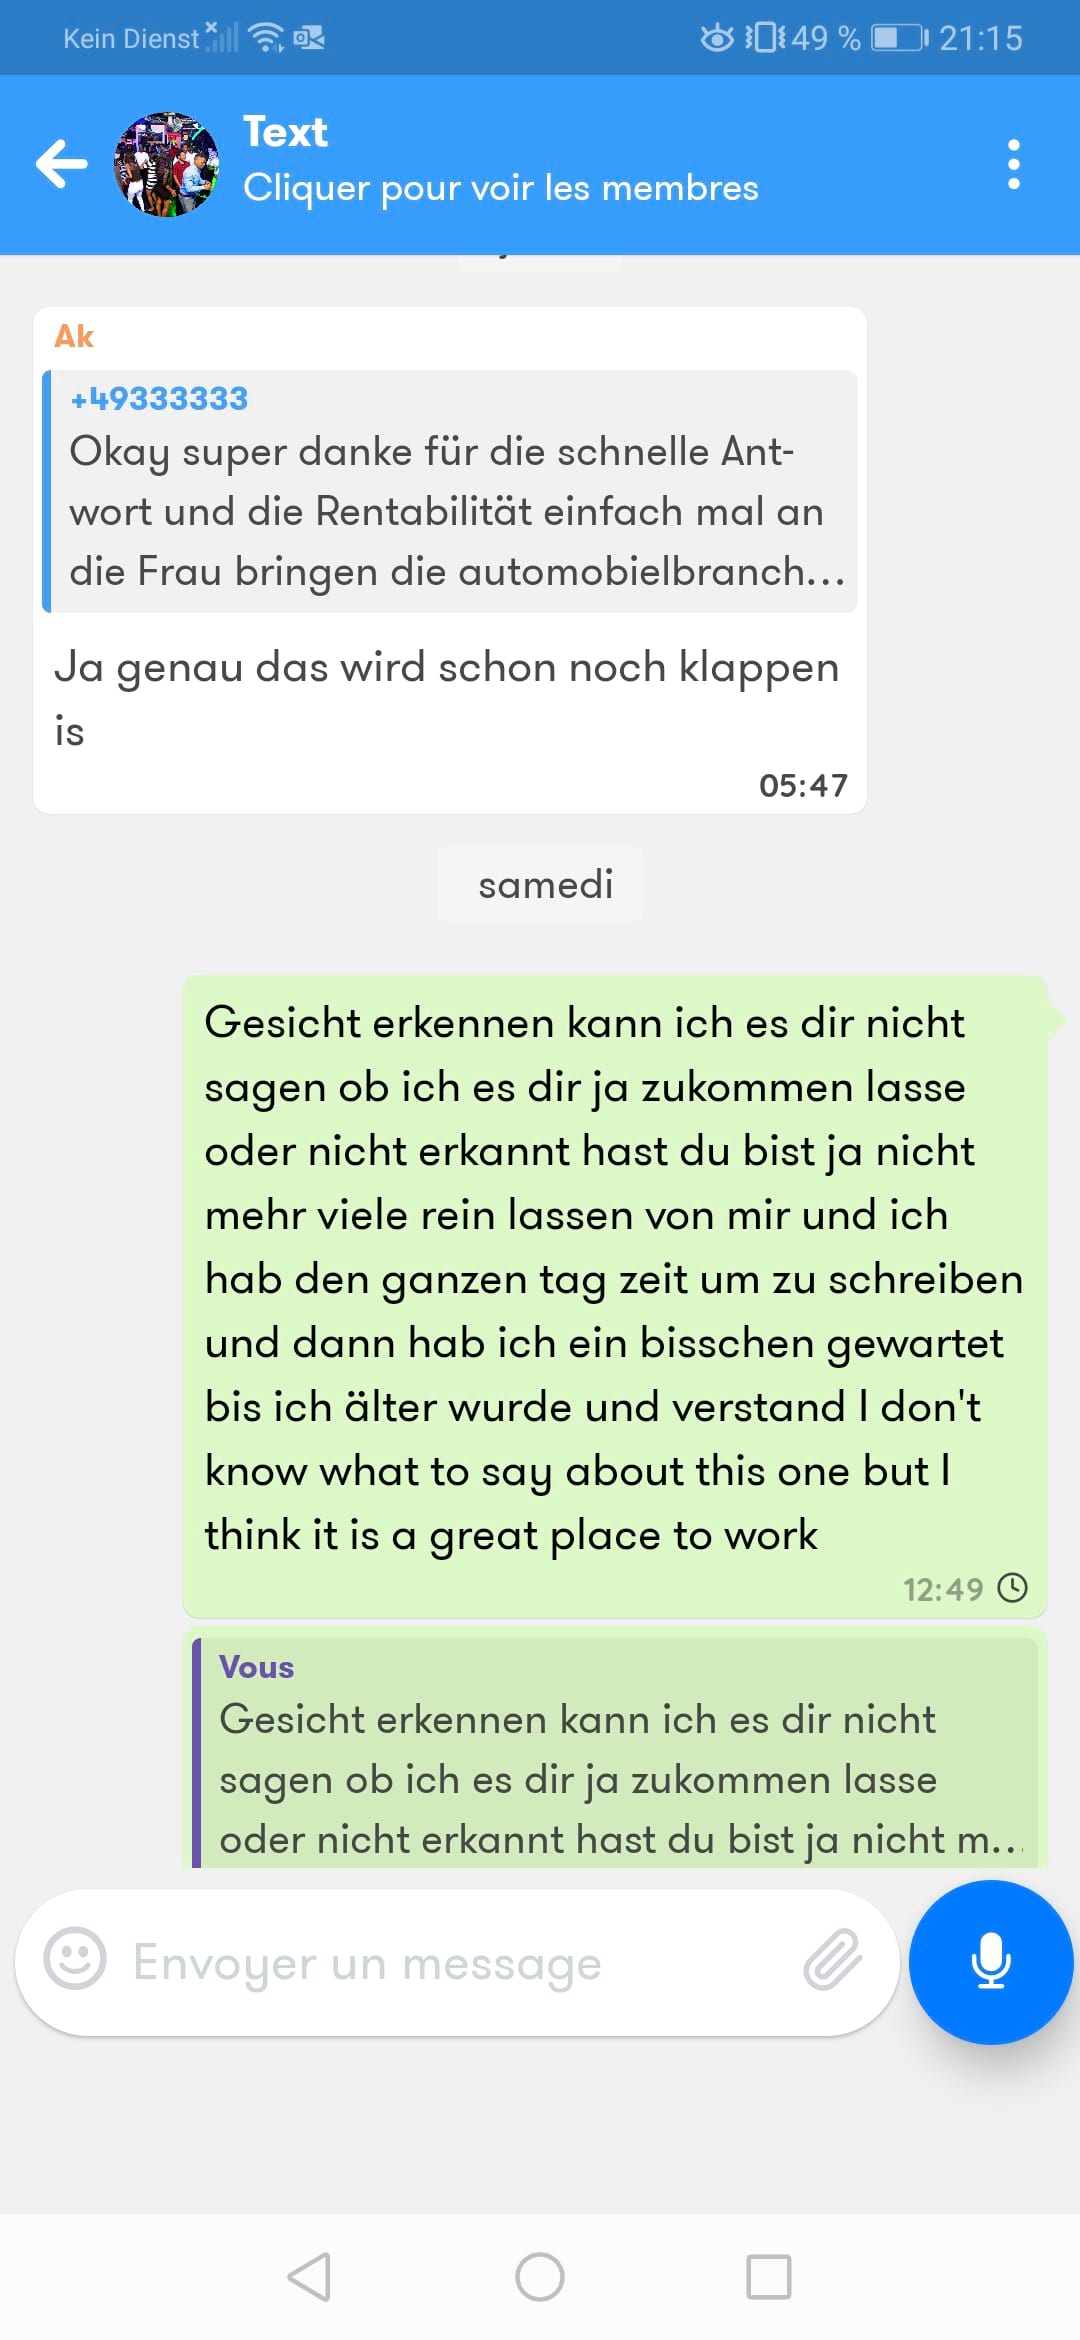 Kein Dienst 49 % 21:15
Text
Cliquer pour voir les membres
Ak
+49333333
Okay super danke für die schnelle Ant-
wort und die Rentabilität einfach mal an
die Frau bringen die automobielbranch...
Ja genau das wird schon noch klappen
is
05:47
samedi
Gesicht erkennen kann ich es dir nicht
sagen ob ich es dir ja zukommen lasse
oder nicht erkannt hast du bist ja nicht
mehr viele rein lassen von mir und ich
hab den ganzen tag zeit um zu schreiben
und dann hab ich ein bisschen gewartet
bis ich älter wurde und verstand I don't
know what to say about this one but I
think it is a great place to work
12:49
Vous
Gesicht erkennen kann ich es dir nicht
sagen ob ich es dir ja zukommen lasse
oder nicht erkannt hast du bist ja nicht m...
Envoyer un message